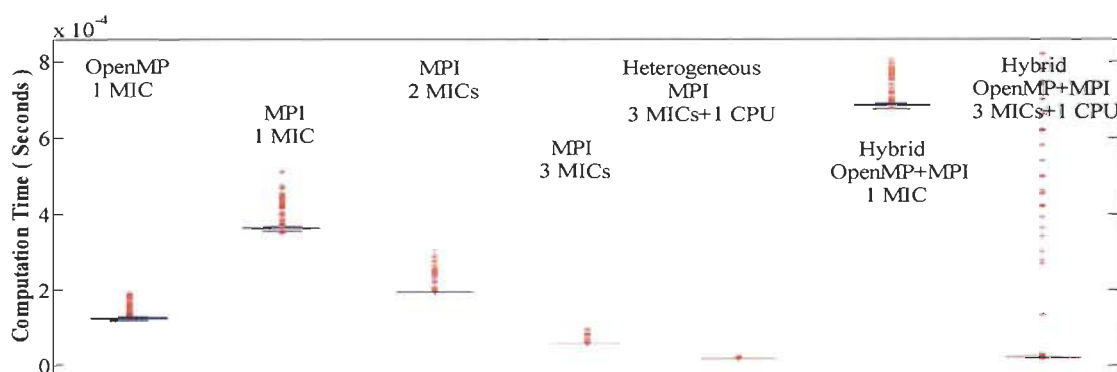 x 10⁻⁴
Computation Time ( Seconds )
8
6
4
2
0
OpenMP
1 MIC
MPI
1 MIC
MPI
2 MICs
MPI
3 MICs
Heterogeneous
MPI
3 MICs+1 CPU
Hybrid
OpenMP+MPI
1 MIC
Hybrid
OpenMP+MPI
3 MICs+1 CPU